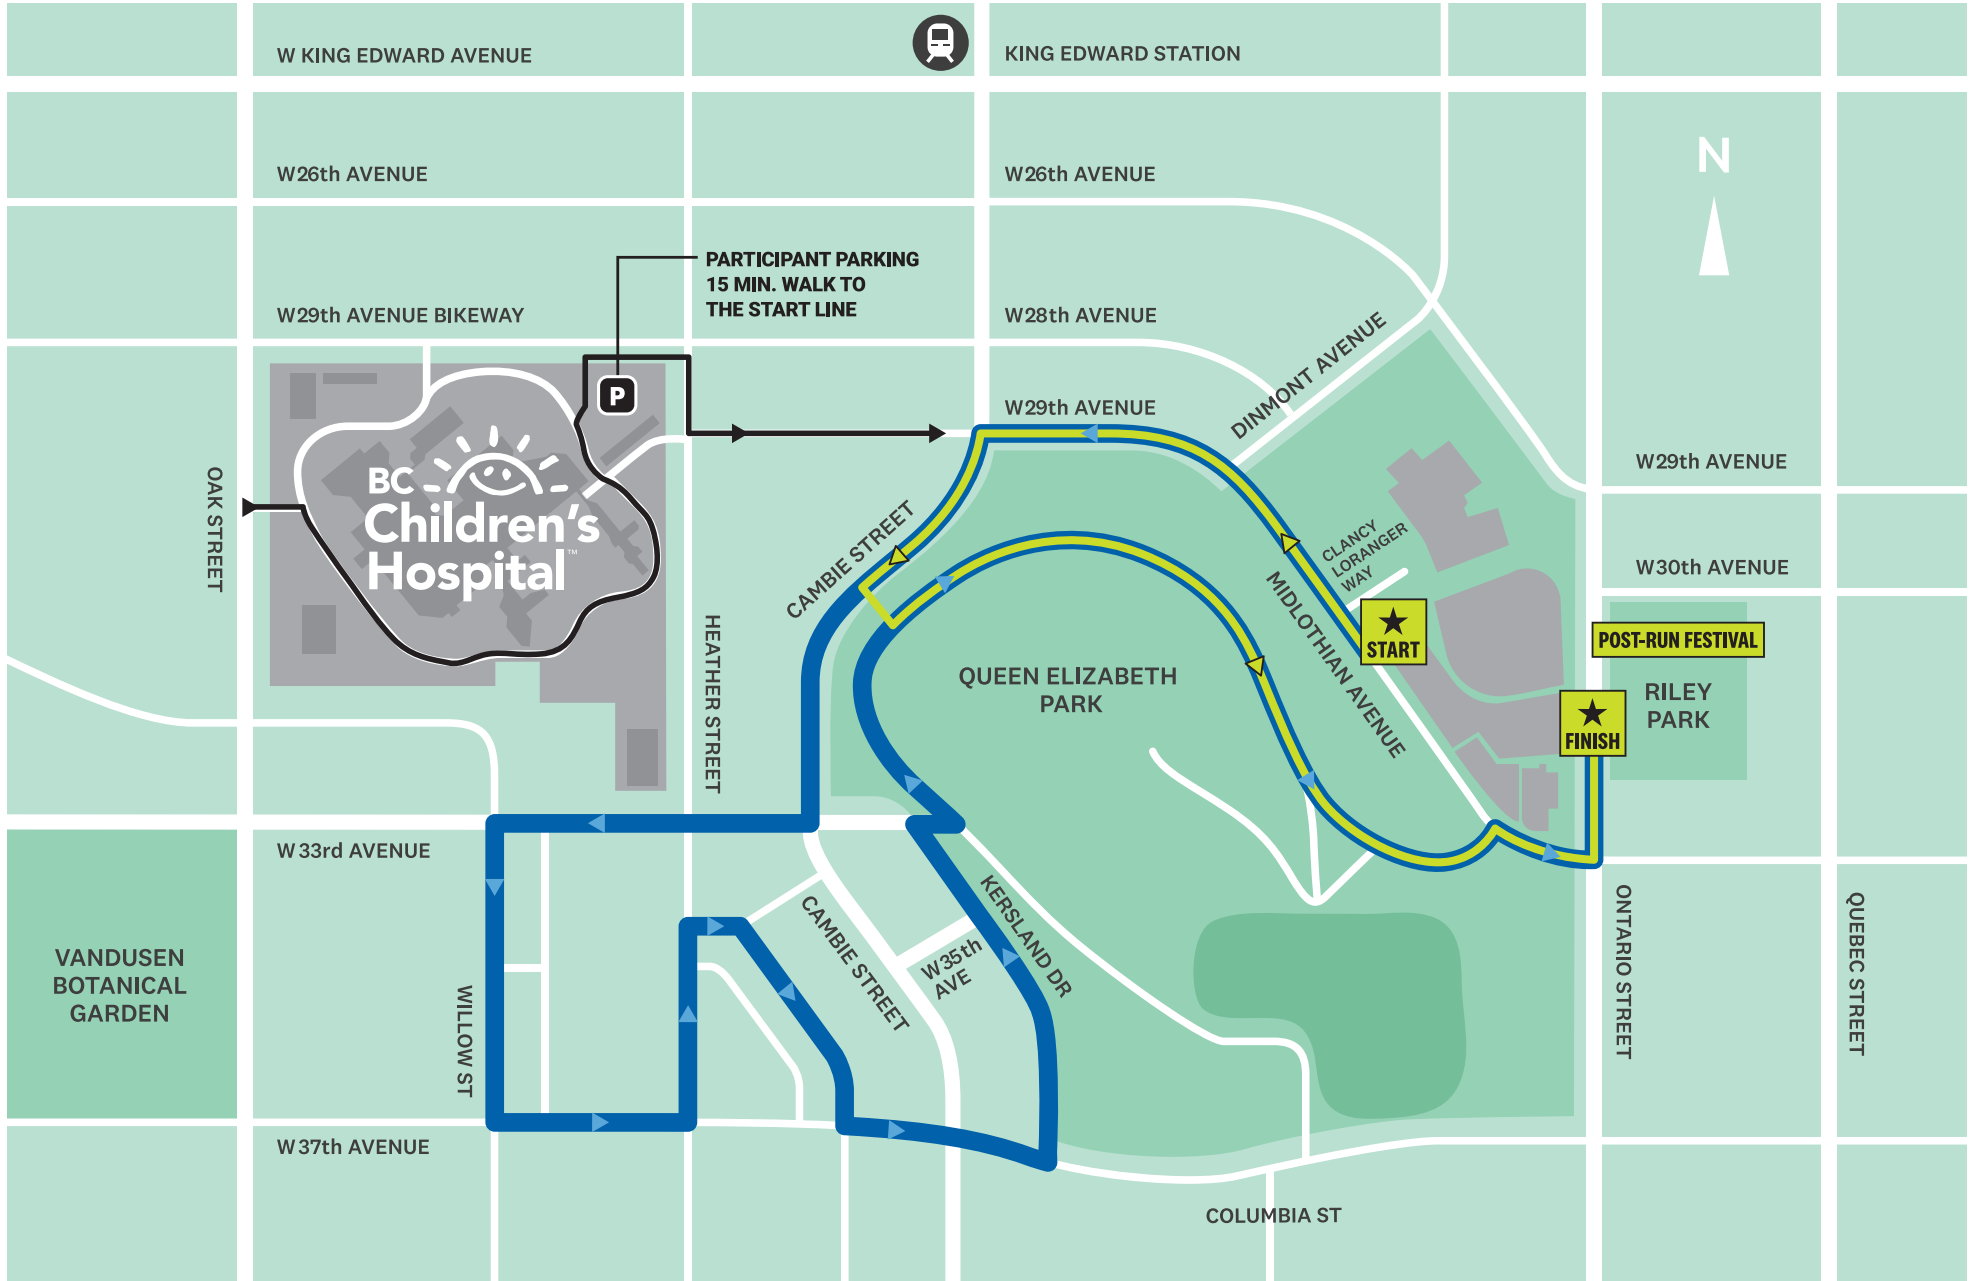 W KING EDWARD AVENUE
KING EDWARD STATION
N
W26th AVENUE
W26th AVENUE
PARTICIPANT PARKING
15 MIN. WALK TO
THE START LINE
W29th AVENUE BIKEWAY
W28th AVENUE
DINMONT AVENUE
P
W29th AVENUE
W29th AVENUE
OAK STREET
BC
Children's
Hospital™
CAMBIE STREET
CLANCY
LORANGER
WAY
W30th AVENUE
MIDLOTHIAN AVENUE
START
POST-RUN FESTIVAL
HEATHER STREET
QUEEN ELIZABETH
PARK
RILEY
PARK
FINISH
W 33rd AVENUE
KERSLAND DR
CAMBIE STREET
W35th
AVE
ONTARIO STREET
QUEBEC STREET
VANDUSEN
BOTANICAL
GARDEN
WILLOW ST
W37th AVENUE
COLUMBIA ST